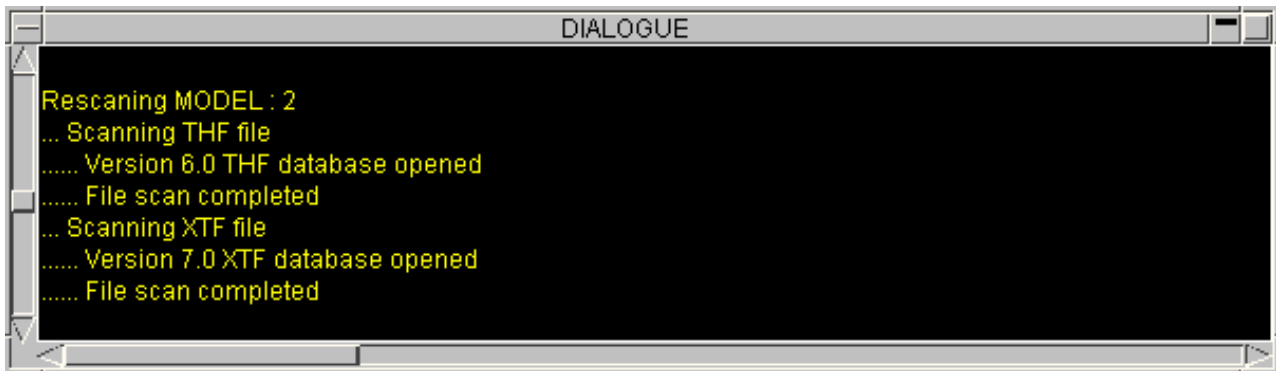 DIALOGUE
Rescaning MODEL : 2
... Scanning THF file
...... Version 6.0 THF database opened
...... File scan completed
... Scanning XTF file
...... Version 7.0 XTF database opened
...... File scan completed